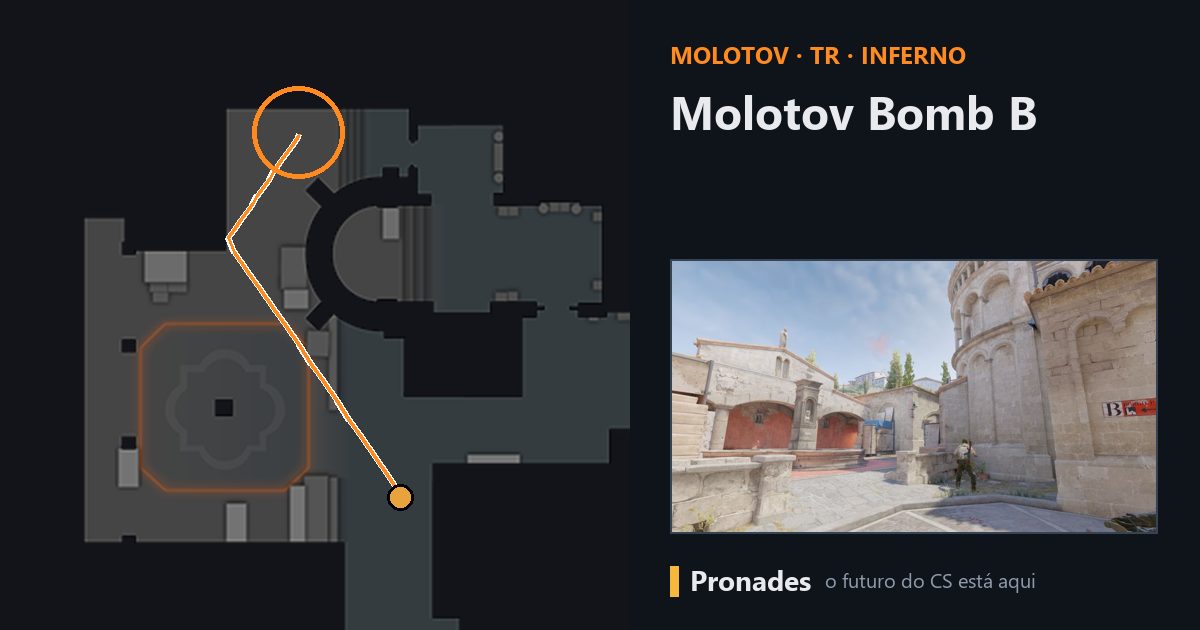 MOLOTOV · TR · INFERNO
Molotov Bomb B
B
Pronades o futuro do CS está aqui